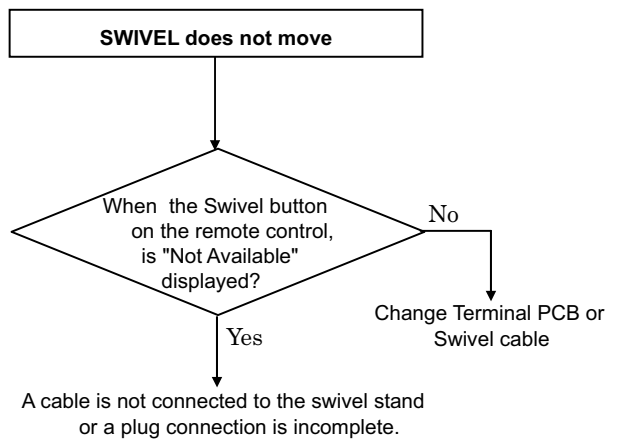 SWIVEL does not move
When the Swivel button
on the remote control,
is "Not Available"
displayed?
No
Change Terminal PCB or
Swivel cable
Yes
A cable is not connected to the swivel stand
or a plug connection is incomplete.